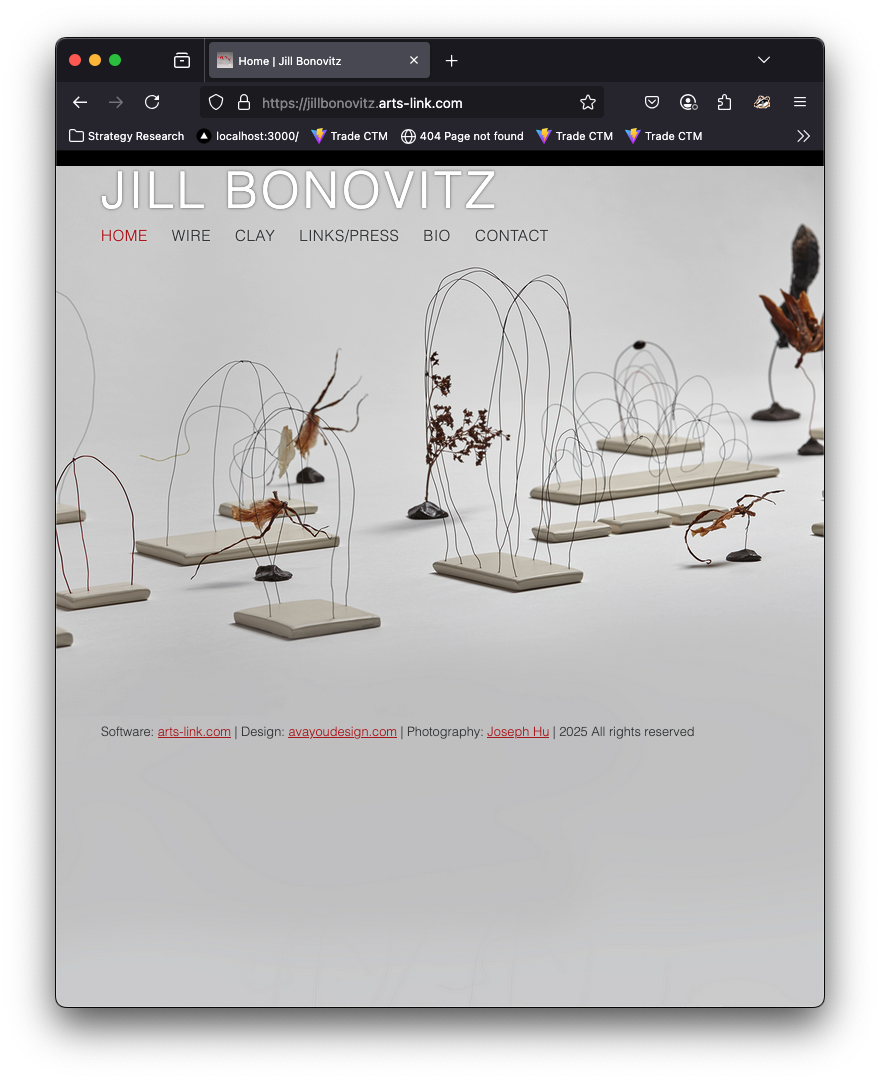 Home | Jill Bonovitz
https://jillbonovitz.arts-link.com
Strategy Research localhost:3000/ Trade CTM 404 Page not found Trade CTM Trade CTM
JILL BONOVITZ
HOME WIRE CLAY LINKS/PRESS BIO CONTACT
Software: arts-link.com | Design: avayoudesign.com | Photography: Joseph Hu | 2025 All rights reserved